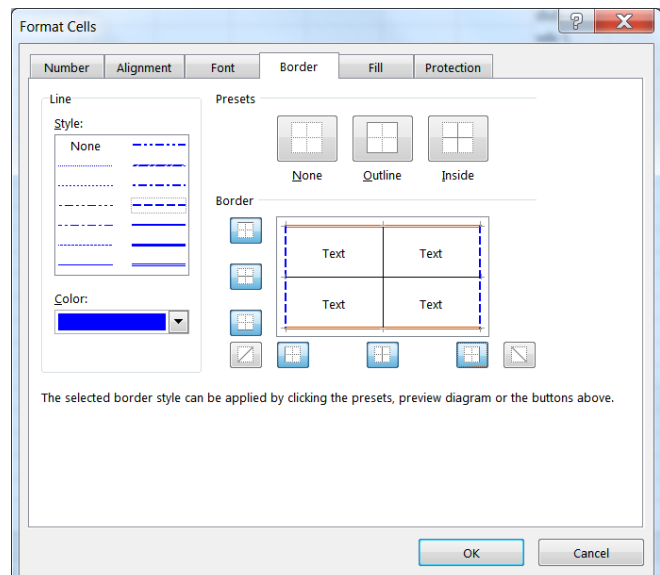 Format Cells
Number Alignment Font Border Fill Protection
Line
Style:
None
Color:
Presets
None Outline Inside
Border
Text Text
Text Text
The selected border style can be applied by clicking the presets, preview diagram or the buttons above.
OK Cancel